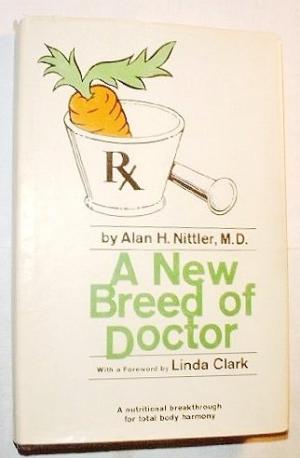 Rx
by Alan H. Nittler, M.D.
A New
Breed of
Doctor
With a Foreword by Linda Clark
A nutritional breakthrough
for total body harmony